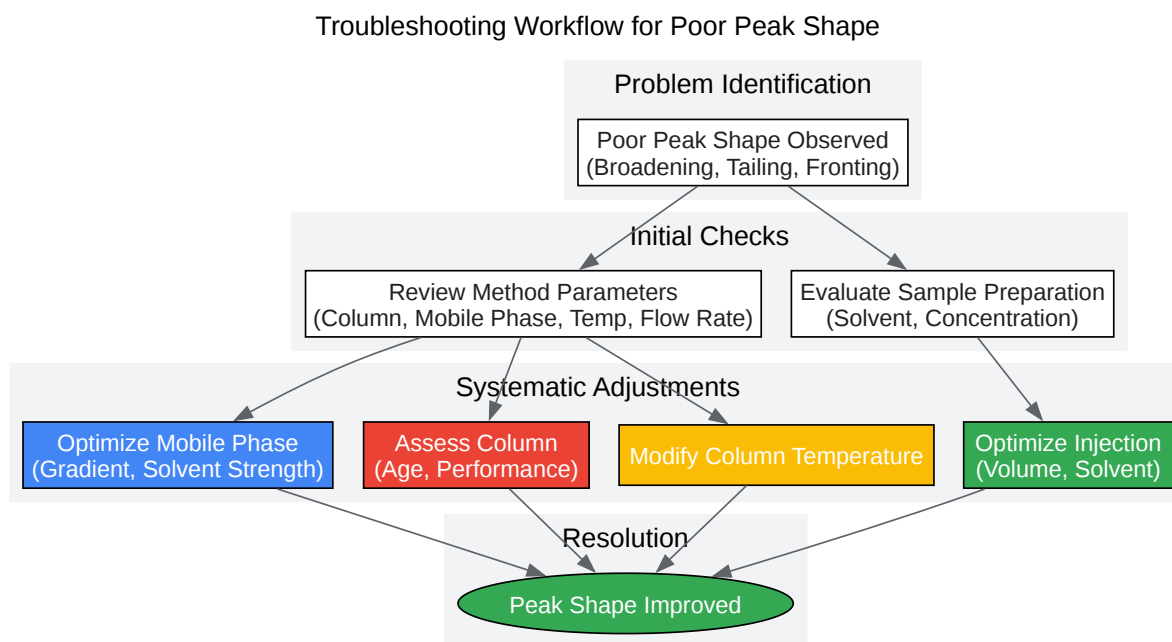 Troubleshooting Workflow for Poor Peak Shape
Problem Identification
Poor Peak Shape Observed
(Broadening, Tailing, Fronting)
Initial Checks
Review Method Parameters
(Column, Mobile Phase, Temp, Flow Rate)
Evaluate Sample Preparation
(Solvent, Concentration)
Systematic Adjustments
Optimize Mobile Phase
(Gradient, Solvent Strength)
Assess Column
(Age, Performance)
Modify Column Temperature
Optimize Injection
(Volume, Solvent)
Resolution
Peak Shape Improved